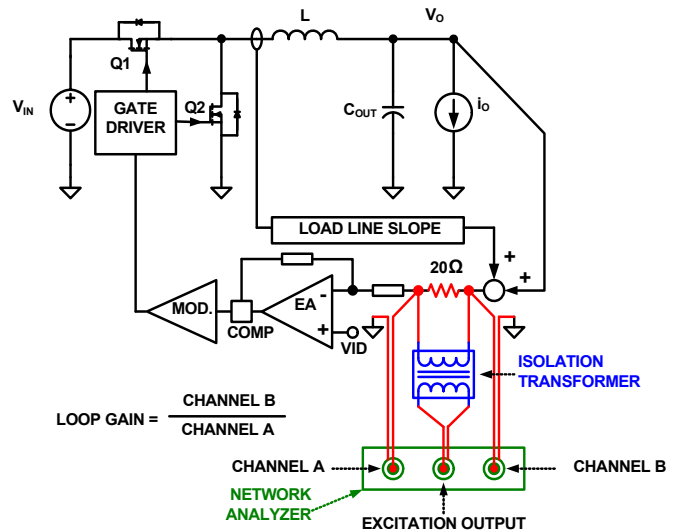 L
VO
Q1
VIN
+
−
GATE
DRIVER
Q2
COUT
iO
LOAD LINE SLOPE
+
+
20Ω
MOD.
COMP
EA
-
+
VID
ISOLATION
TRANSFORMER
LOOP GAIN =
CHANNEL B
CHANNEL A
CHANNEL A
CHANNEL B
NETWORK
ANALYZER
EXCITATION OUTPUT